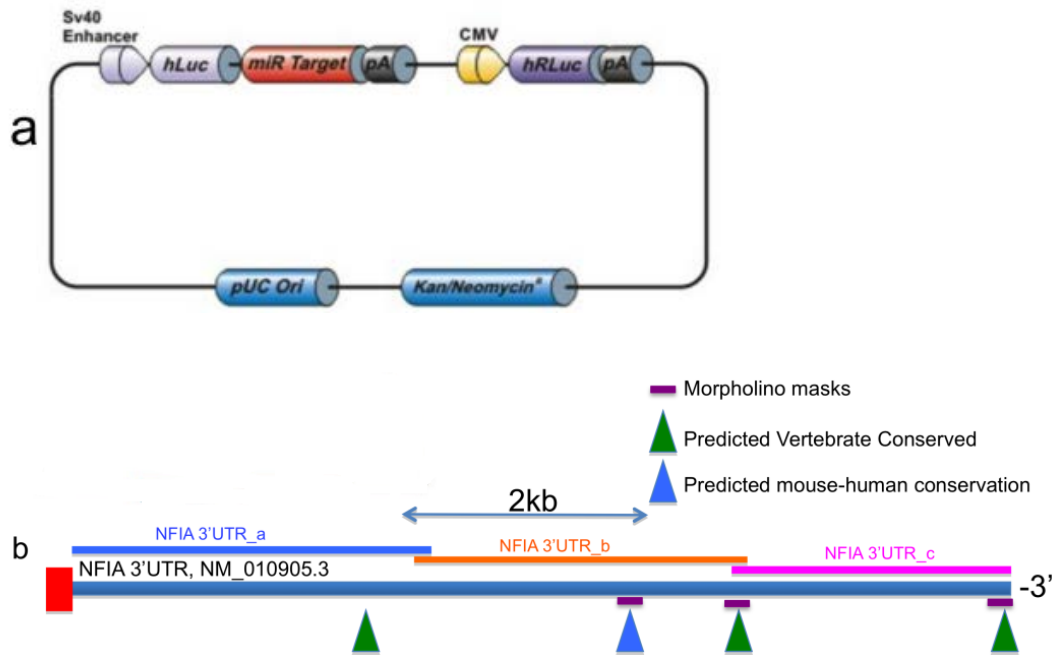 Sv40
Enhancer
hLuc
miR Target
pA
CMV
hRLuc
pA
a
pUC Ori
Kan/Neomycin®
Morpholino masks
Predicted Vertebrate Conserved
Predicted mouse-human conservation
2kb
b
NFIA 3’UTR_a
NFIA 3’UTR_b
NFIA 3’UTR_c
NFIA 3’UTR, NM_010905.3
-3’